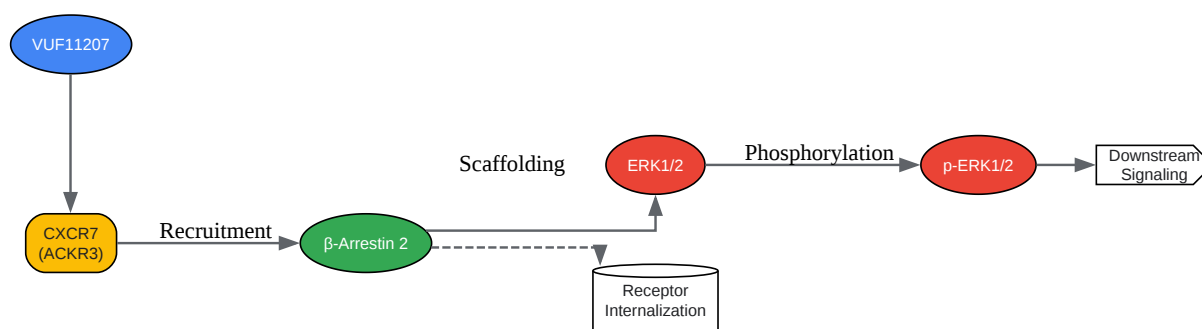 VUF11207
CXCR7
(ACKR3)
Recruitment
β-Arrestin 2
Scaffolding
ERK1/2
Phosphorylation
p-ERK1/2
Downstream
Signaling
Receptor
Internalization